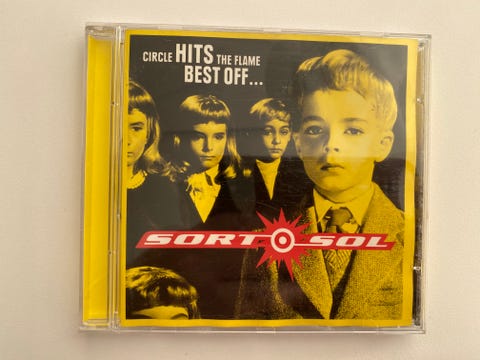 CIRCLE HITS THE FLAME
BEST OFF...
SORT SOL